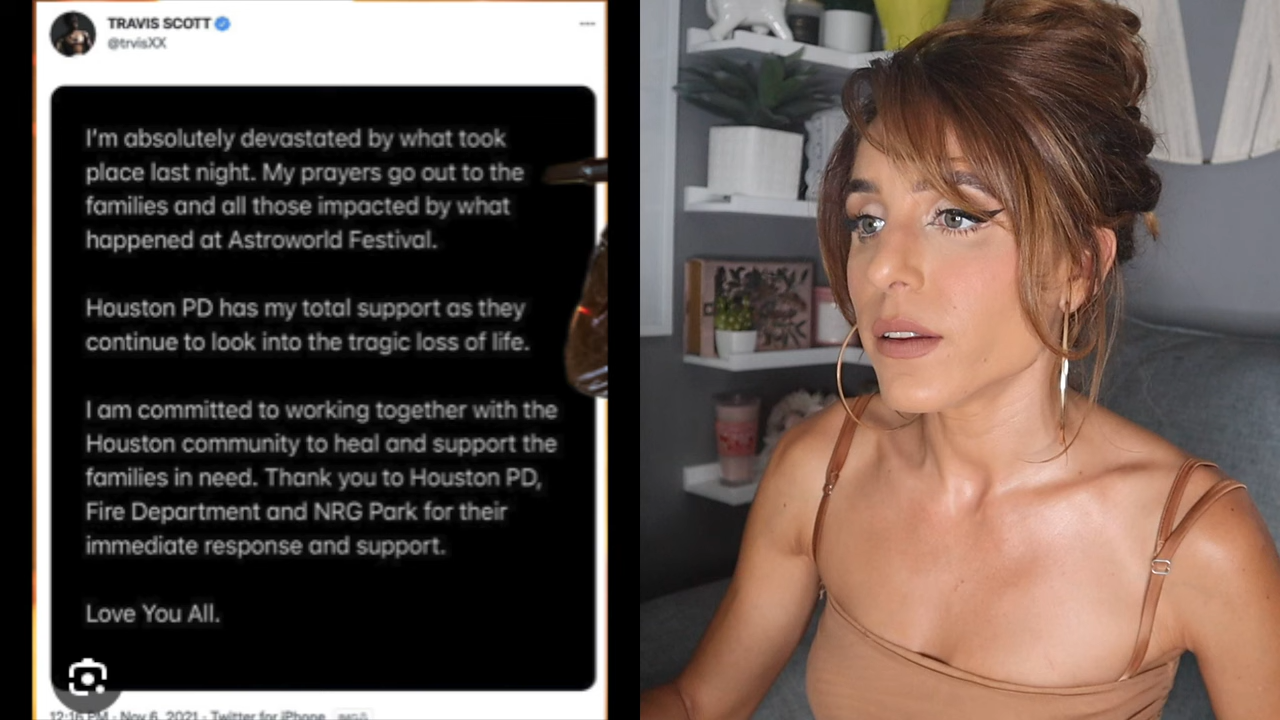 TRAVIS SCOTT
@trvisXX
I'm absolutely devastated by what took
place last night. My prayers go out to the
families and all those impacted by what
happened at Astroworld Festival.
Houston PD has my total support as they
continue to look into the tragic loss of life.
I am committed to working together with the
Houston community to heal and support the
families in need. Thank you to Houston PD,
Fire Department and NRG Park for their
immediate response and support.
Love You All.
12:16 PM · Nov 6, 2021 · Twitter for iPhone